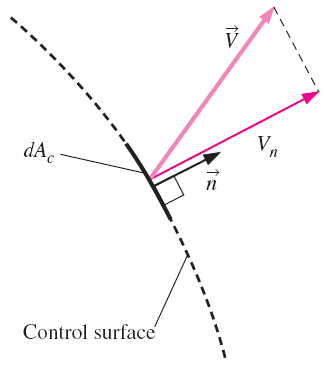 V⃗
dA_c
V_n
n⃗
Control surface